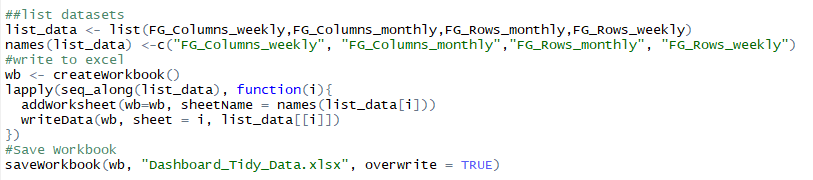 ##list datasets
list_data <- list(FG_Columns_weekly,FG_Columns_monthly,FG_Rows_monthly,FG_Rows_weekly)
names(list_data) <-c("FG_Columns_weekly", "FG_Columns_monthly","FG_Rows_monthly", "FG_Rows_weekly")
#write to excel
wb <- createWorkbook()
lapply(seq_along(list_data), function(i){
  addWorksheet(wb=wb, sheetName = names(list_data[i]))
  writeData(wb, sheet = i, list_data[[i]])
})
#Save Workbook
saveWorkbook(wb, "Dashboard_Tidy_Data.xlsx", overwrite = TRUE)